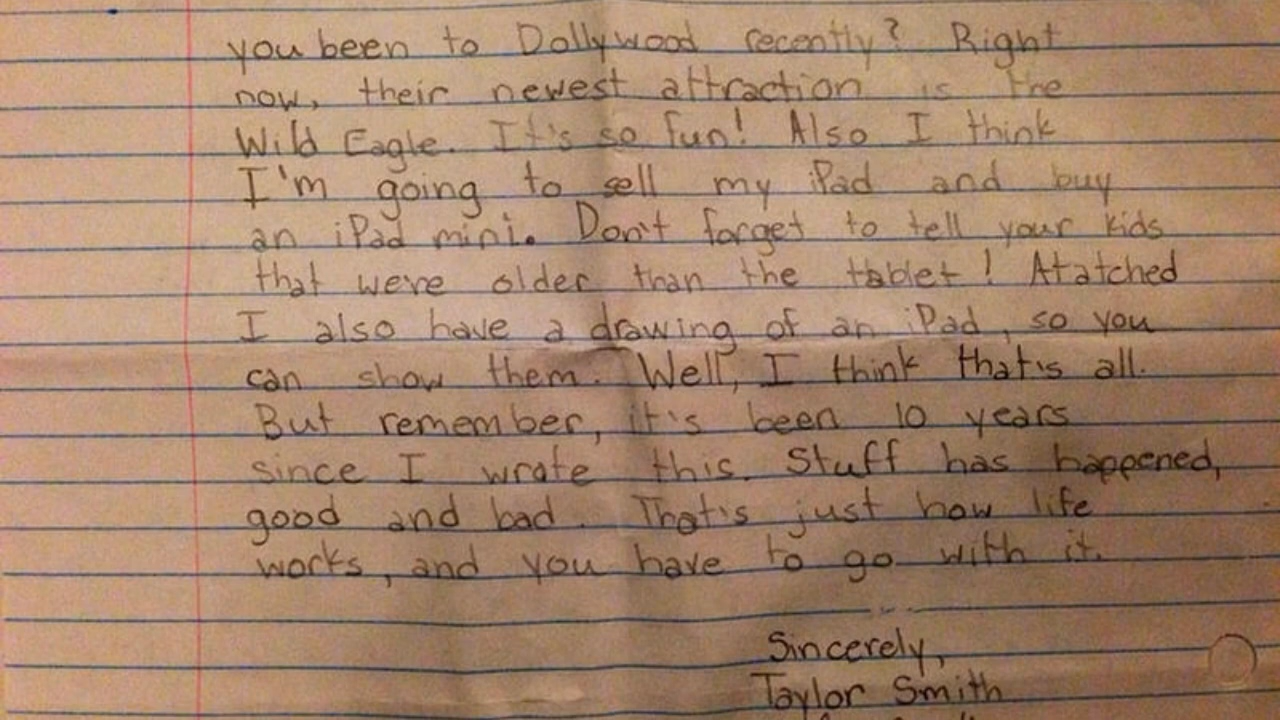 you been to Dollywood recently? Right
now, their newest attraction is the
Wild Eagle. It's so fun! Also I think
I'm going to sell my iPad and buy
an iPad mini. Don't forget to tell your kids
that we're older than the tablet! Atatched
I also have a drawing of an iPad, so you
can show them. Well, I think that's all.
But remember, it's been 10 years
since I wrote this. Stuff has happened,
good and bad. That's just how life
works, and you have to go with it.
Sincerely,
Taylor Smith